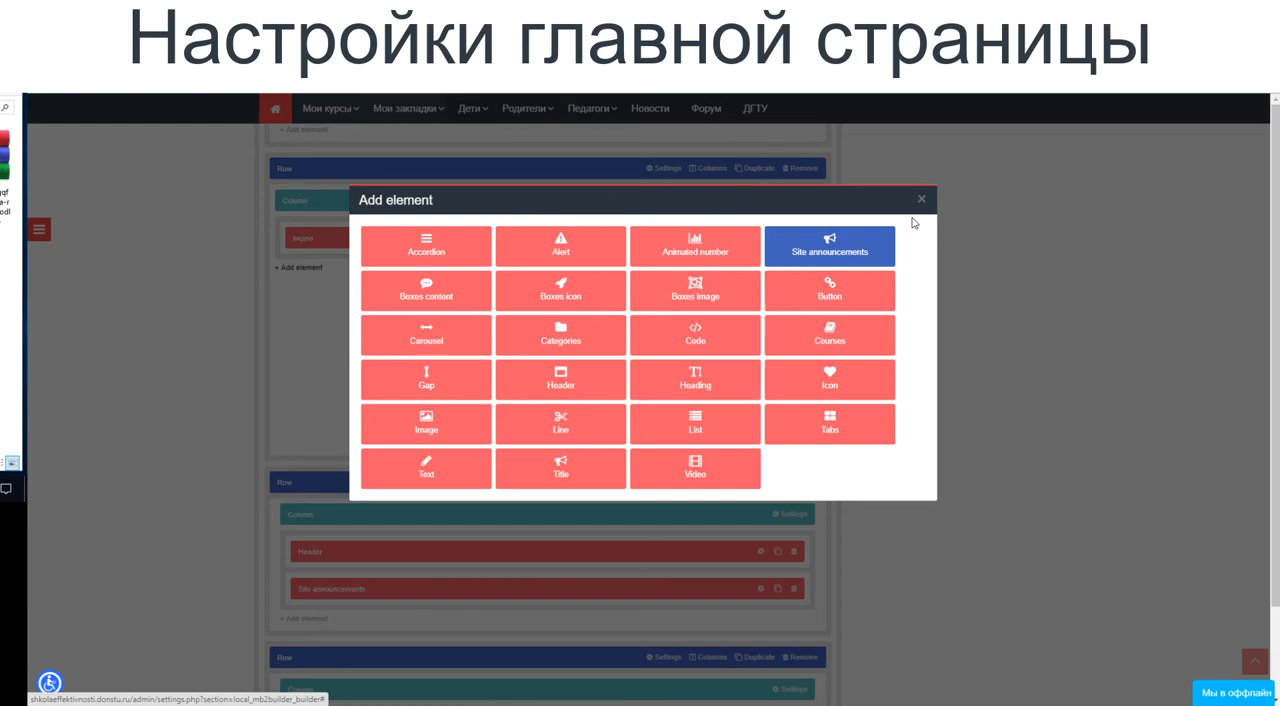 Настройки главной страницы
Мои курсы Мои закладки Дети Родители Педагоги Новости Форум ДГТУ
+ Add element
Row Settings Columns Duplicate Remove
Column
Add element
×
видео
+ Add element
Accordion Alert Animated number Site announcements
Boxes content Boxes icon Boxes image Button
Carousel Categories Code Courses
Gap Header Heading Icon
Image Line List Tabs
Text Title Video
Row
Column Settings
Header
Site announcements
+ Add element
Row Settings Columns Duplicate Remove
Column Settings
shkolaeffektivnosti.donstu.ru/admin/settings.php?section=local_mb2builder_builder#
Мы в оффлайн